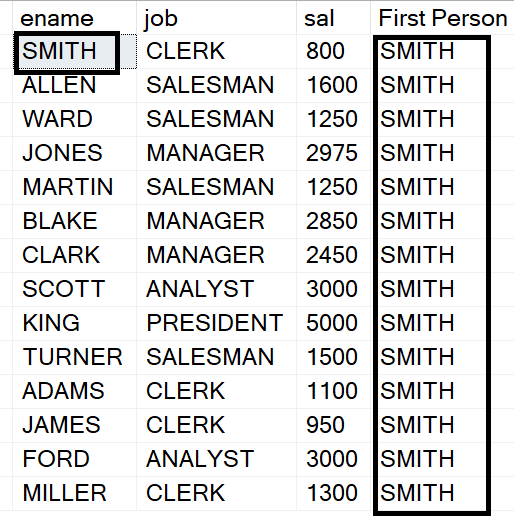 ename job sal First Person
SMITH CLERK 800 SMITH
ALLEN SALESMAN 1600 SMITH
WARD SALESMAN 1250 SMITH
JONES MANAGER 2975 SMITH
MARTIN SALESMAN 1250 SMITH
BLAKE MANAGER 2850 SMITH
CLARK MANAGER 2450 SMITH
SCOTT ANALYST 3000 SMITH
KING PRESIDENT 5000 SMITH
TURNER SALESMAN 1500 SMITH
ADAMS CLERK 1100 SMITH
JAMES CLERK 950 SMITH
FORD ANALYST 3000 SMITH
MILLER CLERK 1300 SMITH